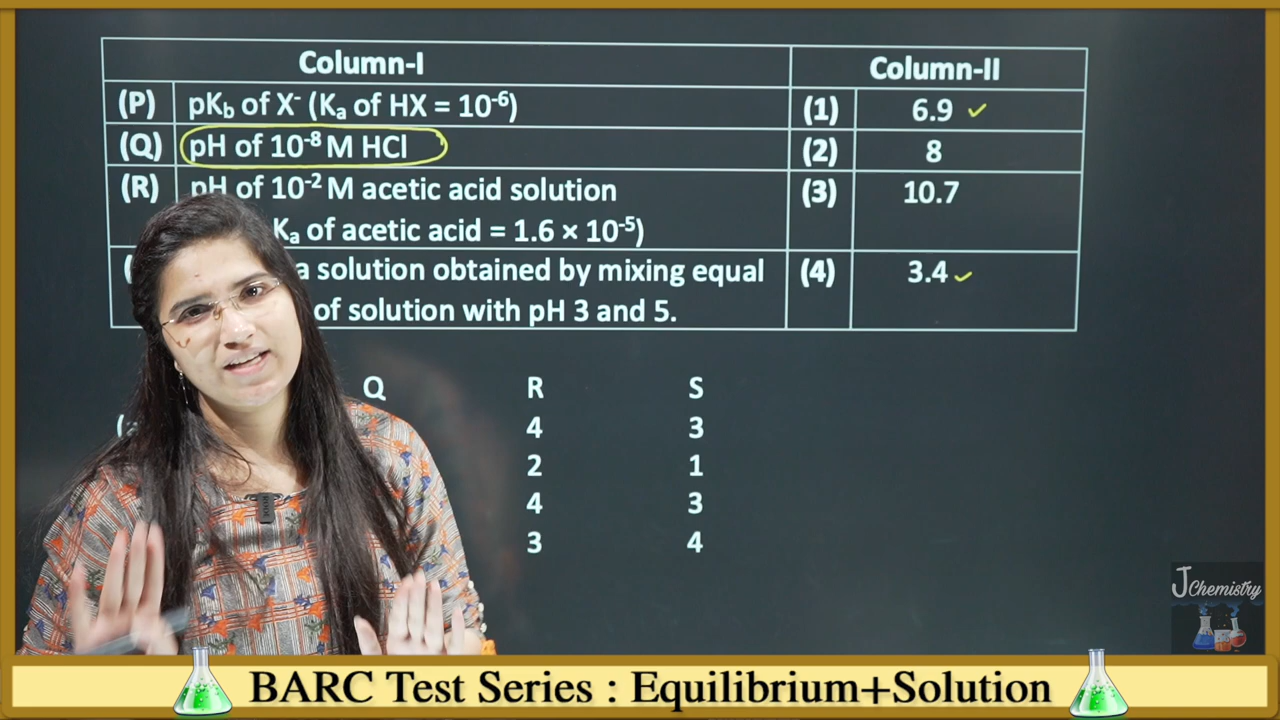 Column-I Column-II
(P) pKb of X⁻ (Ka of HX = 10⁻⁶) (1) 6.9
(Q) pH of 10⁻⁸ M HCl (2) 8
(R) pH of 10⁻² M acetic acid solution (3) 10.7
Ka of acetic acid = 1.6 × 10⁻⁵)
a solution obtained by mixing equal (4) 3.4
of solution with pH 3 and 5.
Q R S
4 3
2 1
4 3
3 4
J Chemistry
BARC Test Series : Equilibrium+Solution